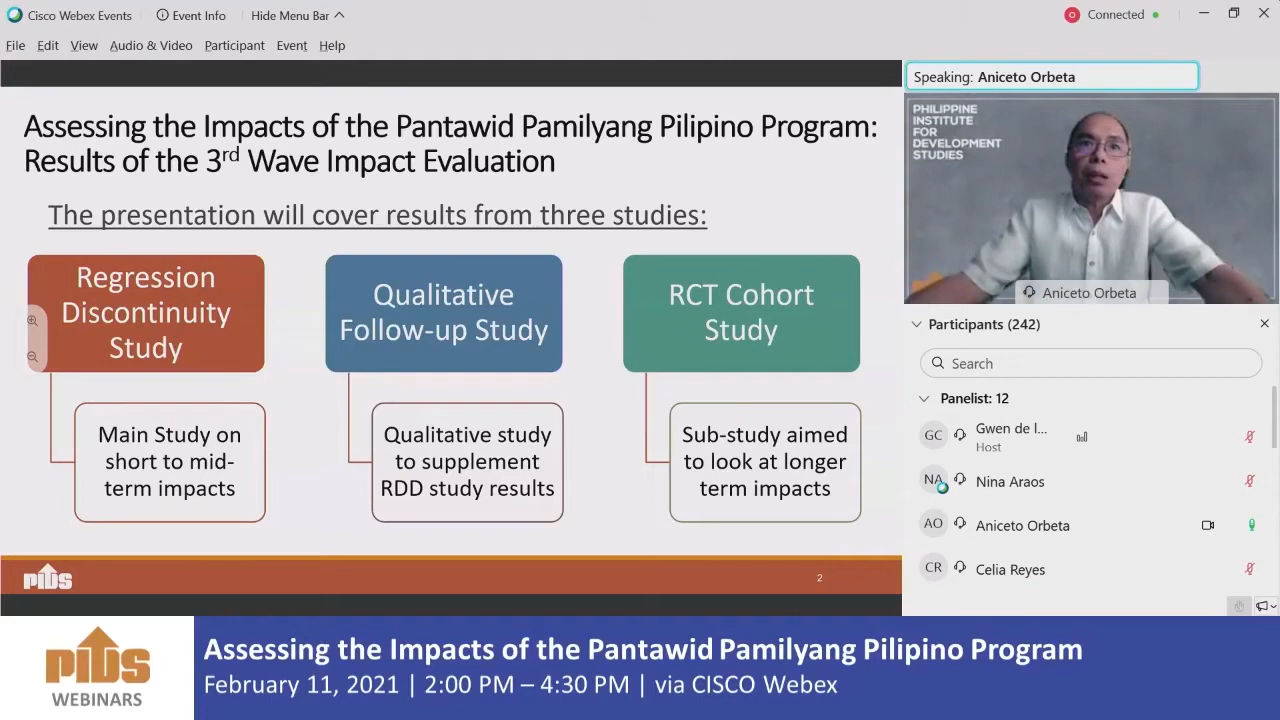 Cisco Webex Events
Event Info
Hide Menu Bar
Connected
File Edit View Audio & Video Participant Event Help
Assessing the Impacts of the Pantawid Pamilyang Pilipino Program:
Results of the 3rd Wave Impact Evaluation
The presentation will cover results from three studies:
Regression
Discontinuity
Study
Main Study on
short to mid-
term impacts
Qualitative
Follow-up Study
Qualitative study
to supplement
RDD study results
RCT Cohort
Study
Sub-study aimed
to look at longer
term impacts
PIDS
2
Speaking: Aniceto Orbeta
PHILIPPINE
INSTITUTE
FOR
DEVELOPMENT
STUDIES
Aniceto Orbeta
Participants (242)
Search
Panelist: 12
GC Gwen de l...
Host
NA Nina Araos
AO Aniceto Orbeta
CR Celia Reyes
PIDS
WEBINARS
Assessing the Impacts of the Pantawid Pamilyang Pilipino Program
February 11, 2021 | 2:00 PM – 4:30 PM | via CISCO Webex